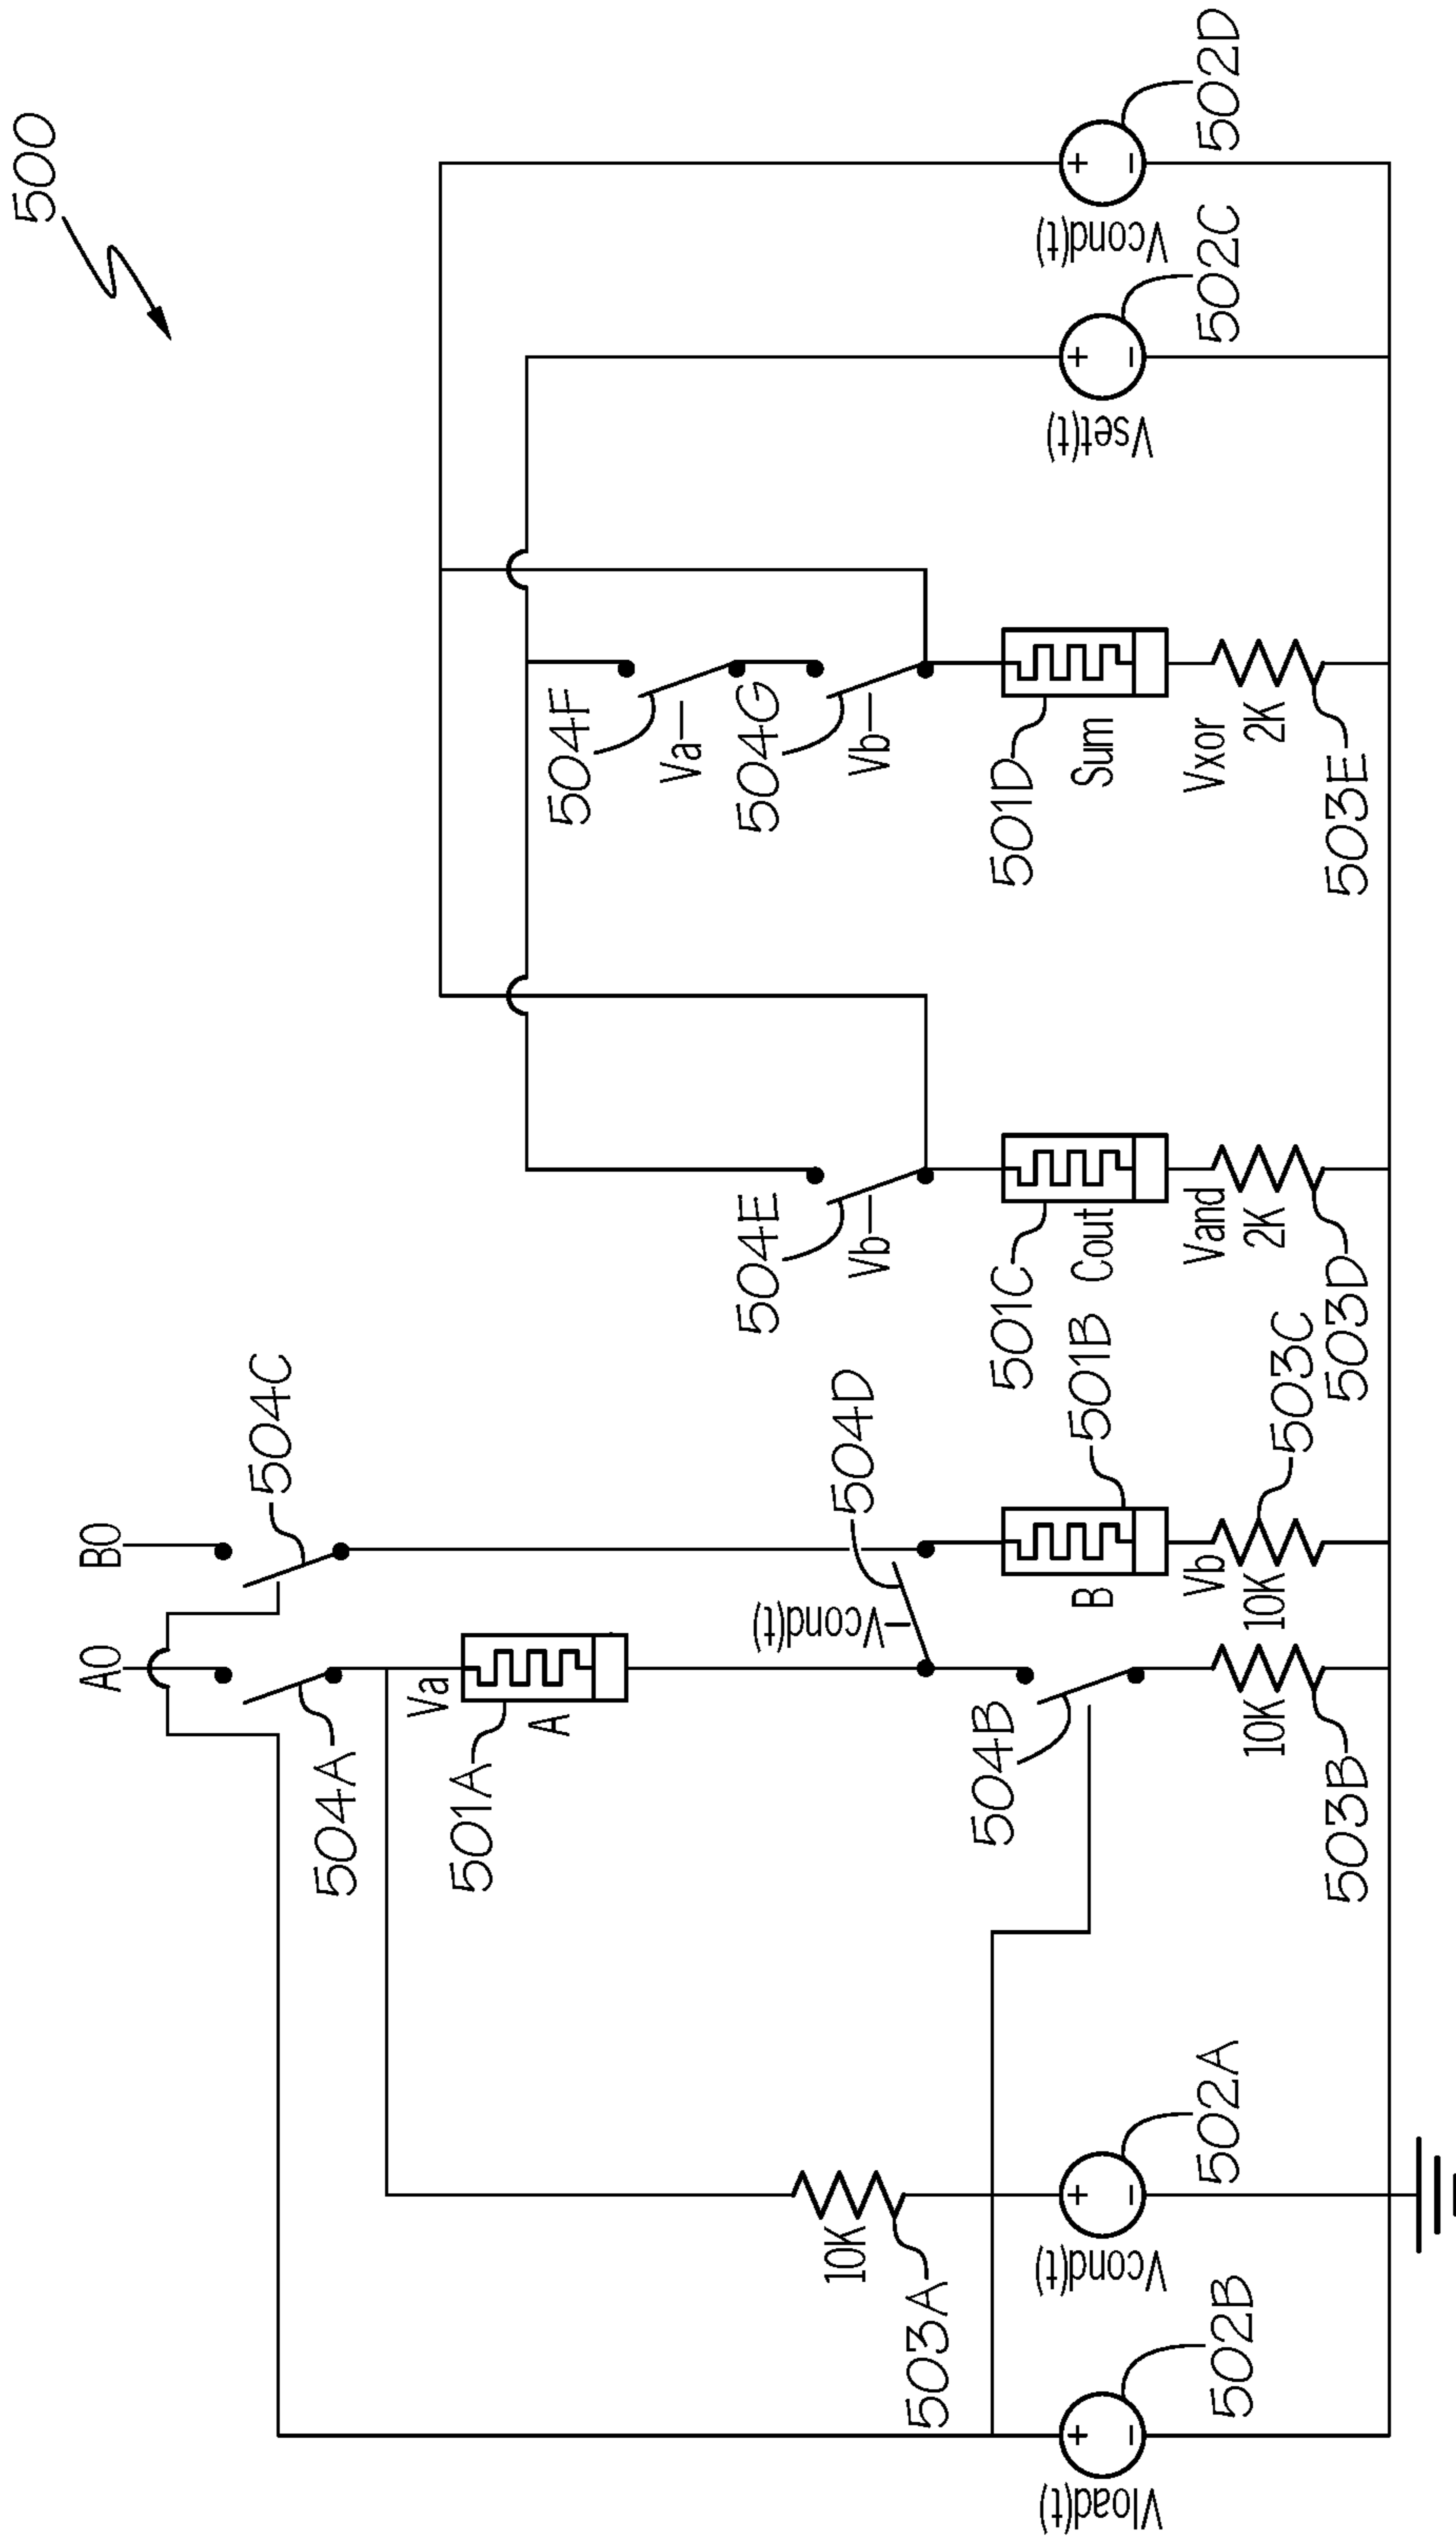 500
A0
B0
504C
504A
Va
501A
A
504D
Vcond(t)
504B
B
501B
Vb
10K
503C
10K
503B
10K
503A
Vcond(t)
502A
Vload(t)
502B
504E
Vb
501C
Cout
Vand
2K
503D
504F
Va
504G
Vb
501D
Sum
Vxor
2K
503E
Vset(t)
502C
Vcond(t)
502D
+
−
+
−
+
−
+
−